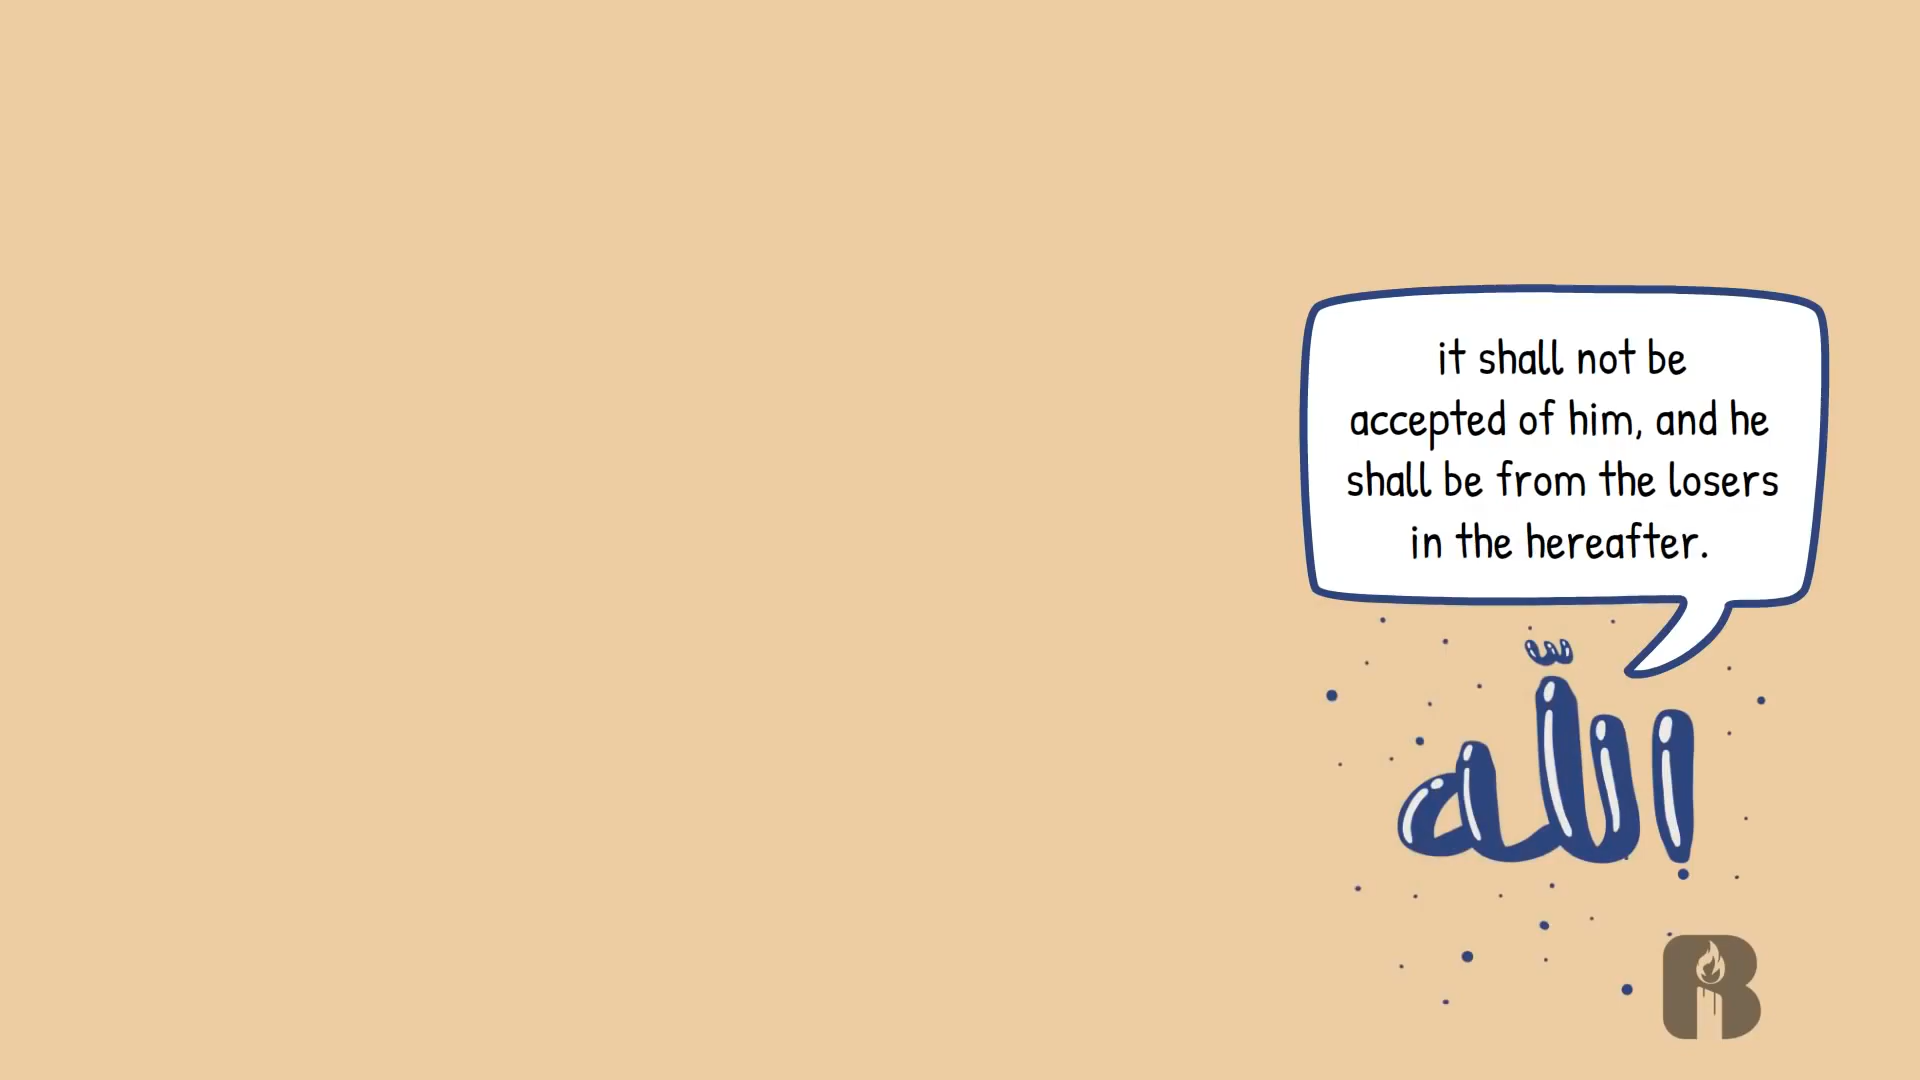 it shall not be
accepted of him, and he
shall be from the losers
in the hereafter.
الله
B